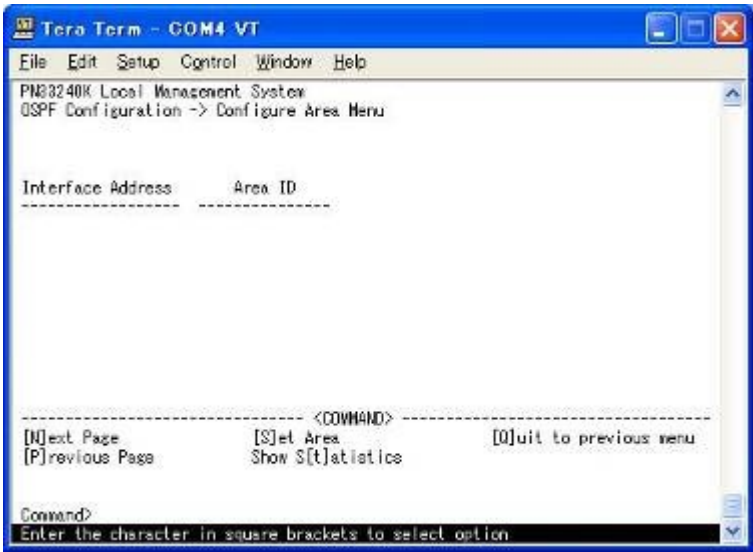 Tera Term - COM4 VT
File Edit Setup Control Window Help
PN33240K Local Management System
OSPF Configuration -> Configure Area Menu
Interface Address Area ID
------------------ ---------------
------------------------------ <COMMAND> ---------------------------------
[N]ext Page [S]et Area [Q]uit to previous menu
[P]revious Page Show S[t]atistics
Command>
Enter the character in square brackets to select option